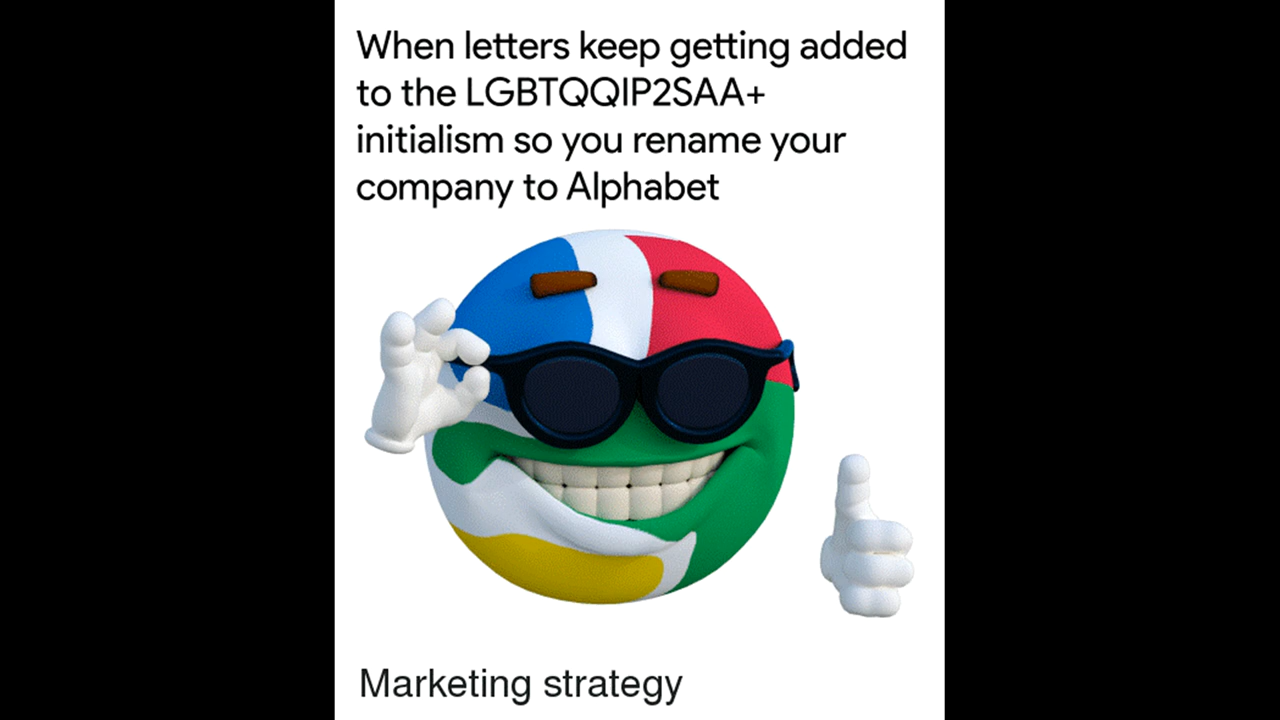 When letters keep getting added
to the LGBTQQIP2SAA+
initialism so you rename your
company to Alphabet
Marketing strategy